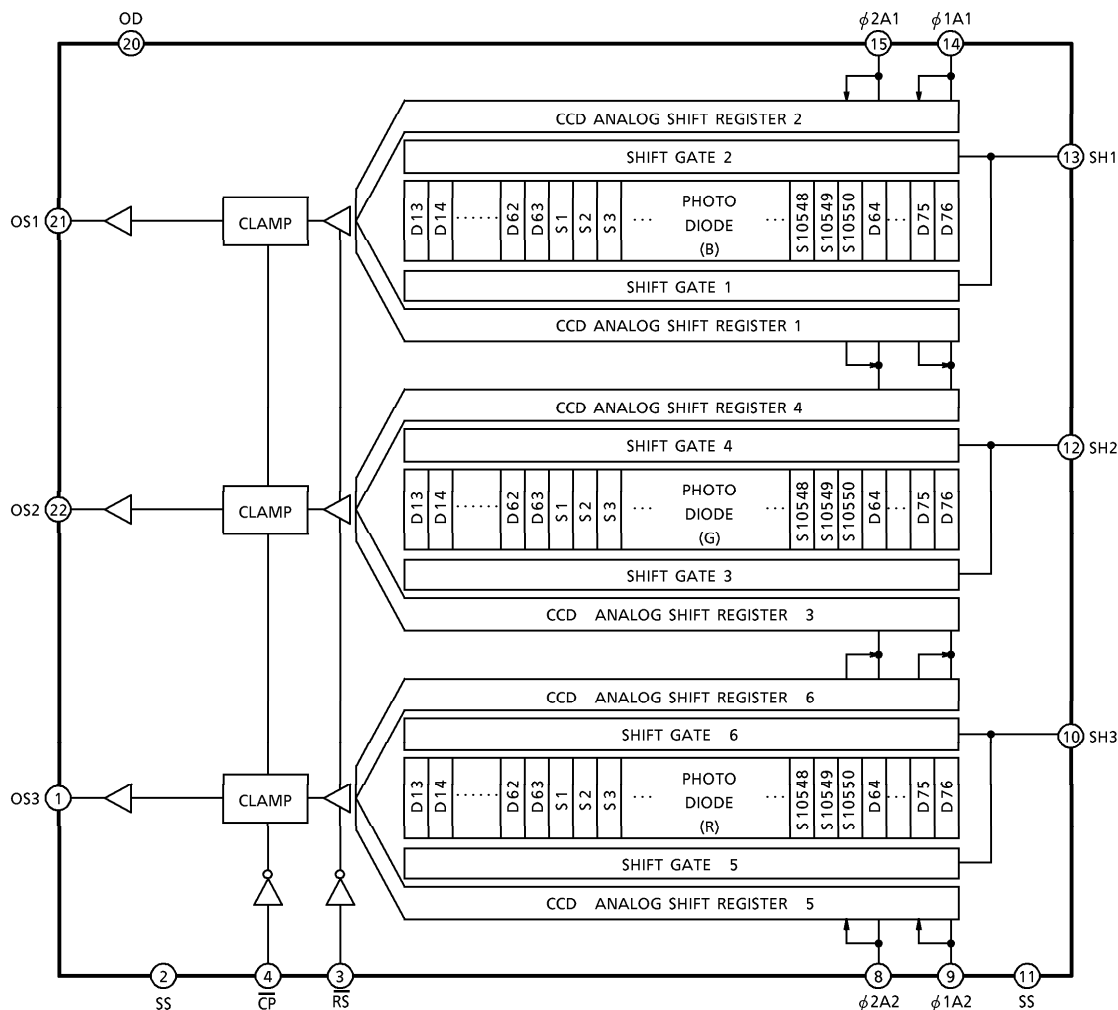 OD
20
ϕ2A1
15
ϕ1A1
14
CCD ANALOG SHIFT REGISTER 2
SHIFT GATE 2
13 SH1
OS1 21
CLAMP
D13 D14 ······· D62 D63 S1 S2 S3 ··· PHOTO DIODE (B) ··· S10548 S10549 S10550 D64 ··· D75 D76
SHIFT GATE 1
CCD ANALOG SHIFT REGISTER 1
CCD ANALOG SHIFT REGISTER 4
SHIFT GATE 4
12 SH2
OS2 22
CLAMP
D13 D14 ······· D62 D63 S1 S2 S3 ··· PHOTO DIODE (G) ··· S10548 S10549 S10550 D64 ··· D75 D76
SHIFT GATE 3
CCD ANALOG SHIFT REGISTER 3
CCD ANALOG SHIFT REGISTER 6
SHIFT GATE 6
10 SH3
OS3 1
CLAMP
D13 D14 ······· D62 D63 S1 S2 S3 ··· PHOTO DIODE (R) ··· S10548 S10549 S10550 D64 ··· D75 D76
SHIFT GATE 5
CCD ANALOG SHIFT REGISTER 5
2
SS
4
C̅P̅
3
R̅S̅
8
ϕ2A2
9
ϕ1A2
11
SS